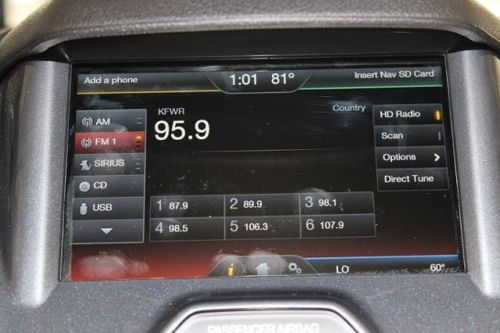 Add a phone 1:01 81° Insert Nav SD Card
KFWR Country
95.9
AM
FM 1
SIRIUS
CD
USB
HD Radio
Scan
Options
Direct Tune
1 87.9 2 89.9 3 98.1
4 98.5 5 106.3 6 107.9
i LO 60°
PASSENGER AIRBAG